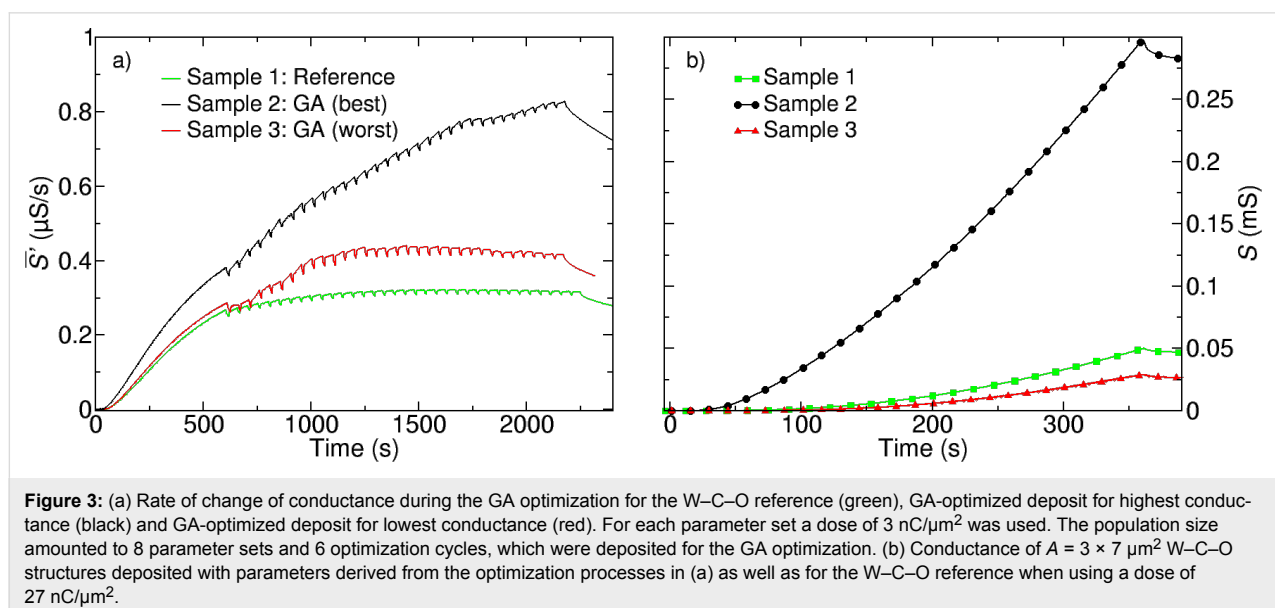 a)
Sample 1: Reference
Sample 2: GA (best)
Sample 3: GA (worst)
1
0.8
0.6
0.4
0.2
0
S̅’ (µS/s)
0 500 1000 1500 2000
Time (s)
b)
Sample 1
Sample 2
Sample 3
0.25
0.2
0.15
0.1
0.05
0
S (mS)
0 100 200 300
Time (s)
Figure 3: (a) Rate of change of conductance during the GA optimization for the W–C–O reference (green), GA-optimized deposit for highest conduc-
tance (black) and GA-optimized deposit for lowest conductance (red). For each parameter set a dose of 3 nC/µm² was used. The population size
amounted to 8 parameter sets and 6 optimization cycles, which were deposited for the GA optimization. (b) Conductance of A = 3 × 7 µm² W–C–O
structures deposited with parameters derived from the optimization processes in (a) as well as for the W–C–O reference when using a dose of
27 nC/µm².